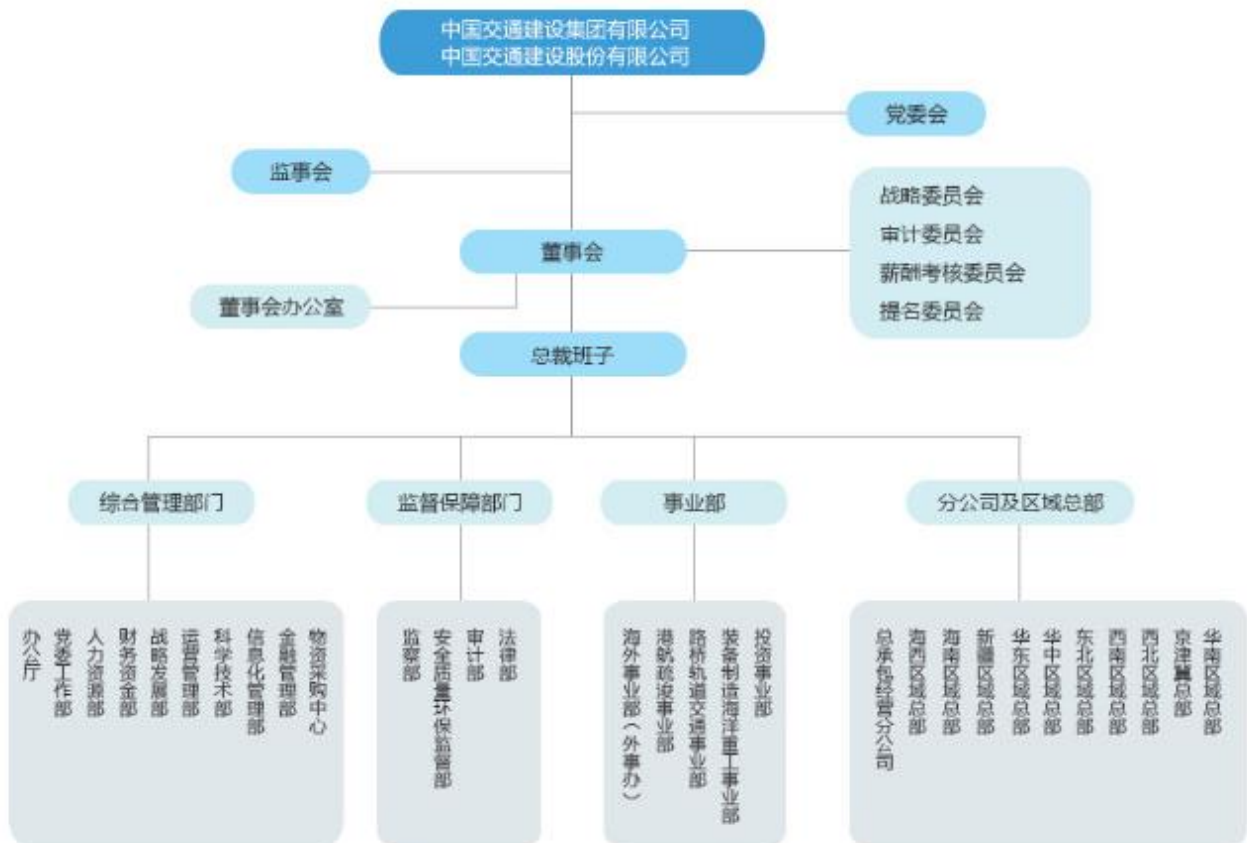 中国交通建设集团有限公司
中国交通建设股份有限公司
党委会
监事会
战略委员会
审计委员会
薪酬考核委员会
提名委员会
董事会
董事会办公室
总裁班子
综合管理部门
监督保障部门
事业部
分公司及区域总部
办公厅
党委工作部
人力资源部
财务资金部
战略发展部
运营管理部
科学技术部
信息化管理部
金融管理部
物资采购中心
监察部
安全质量环保监督部
审计部
法律部
海外事业部（外事办）
港航疏浚事业部
路桥轨道交通事业部
装备制造海洋重工事业部
投资事业部
总承包经营分公司
海西区域总部
海南区域总部
新疆区域总部
华东区域总部
华中区域总部
东北区域总部
西南区域总部
西北区域总部
京津冀总部
华南区域总部